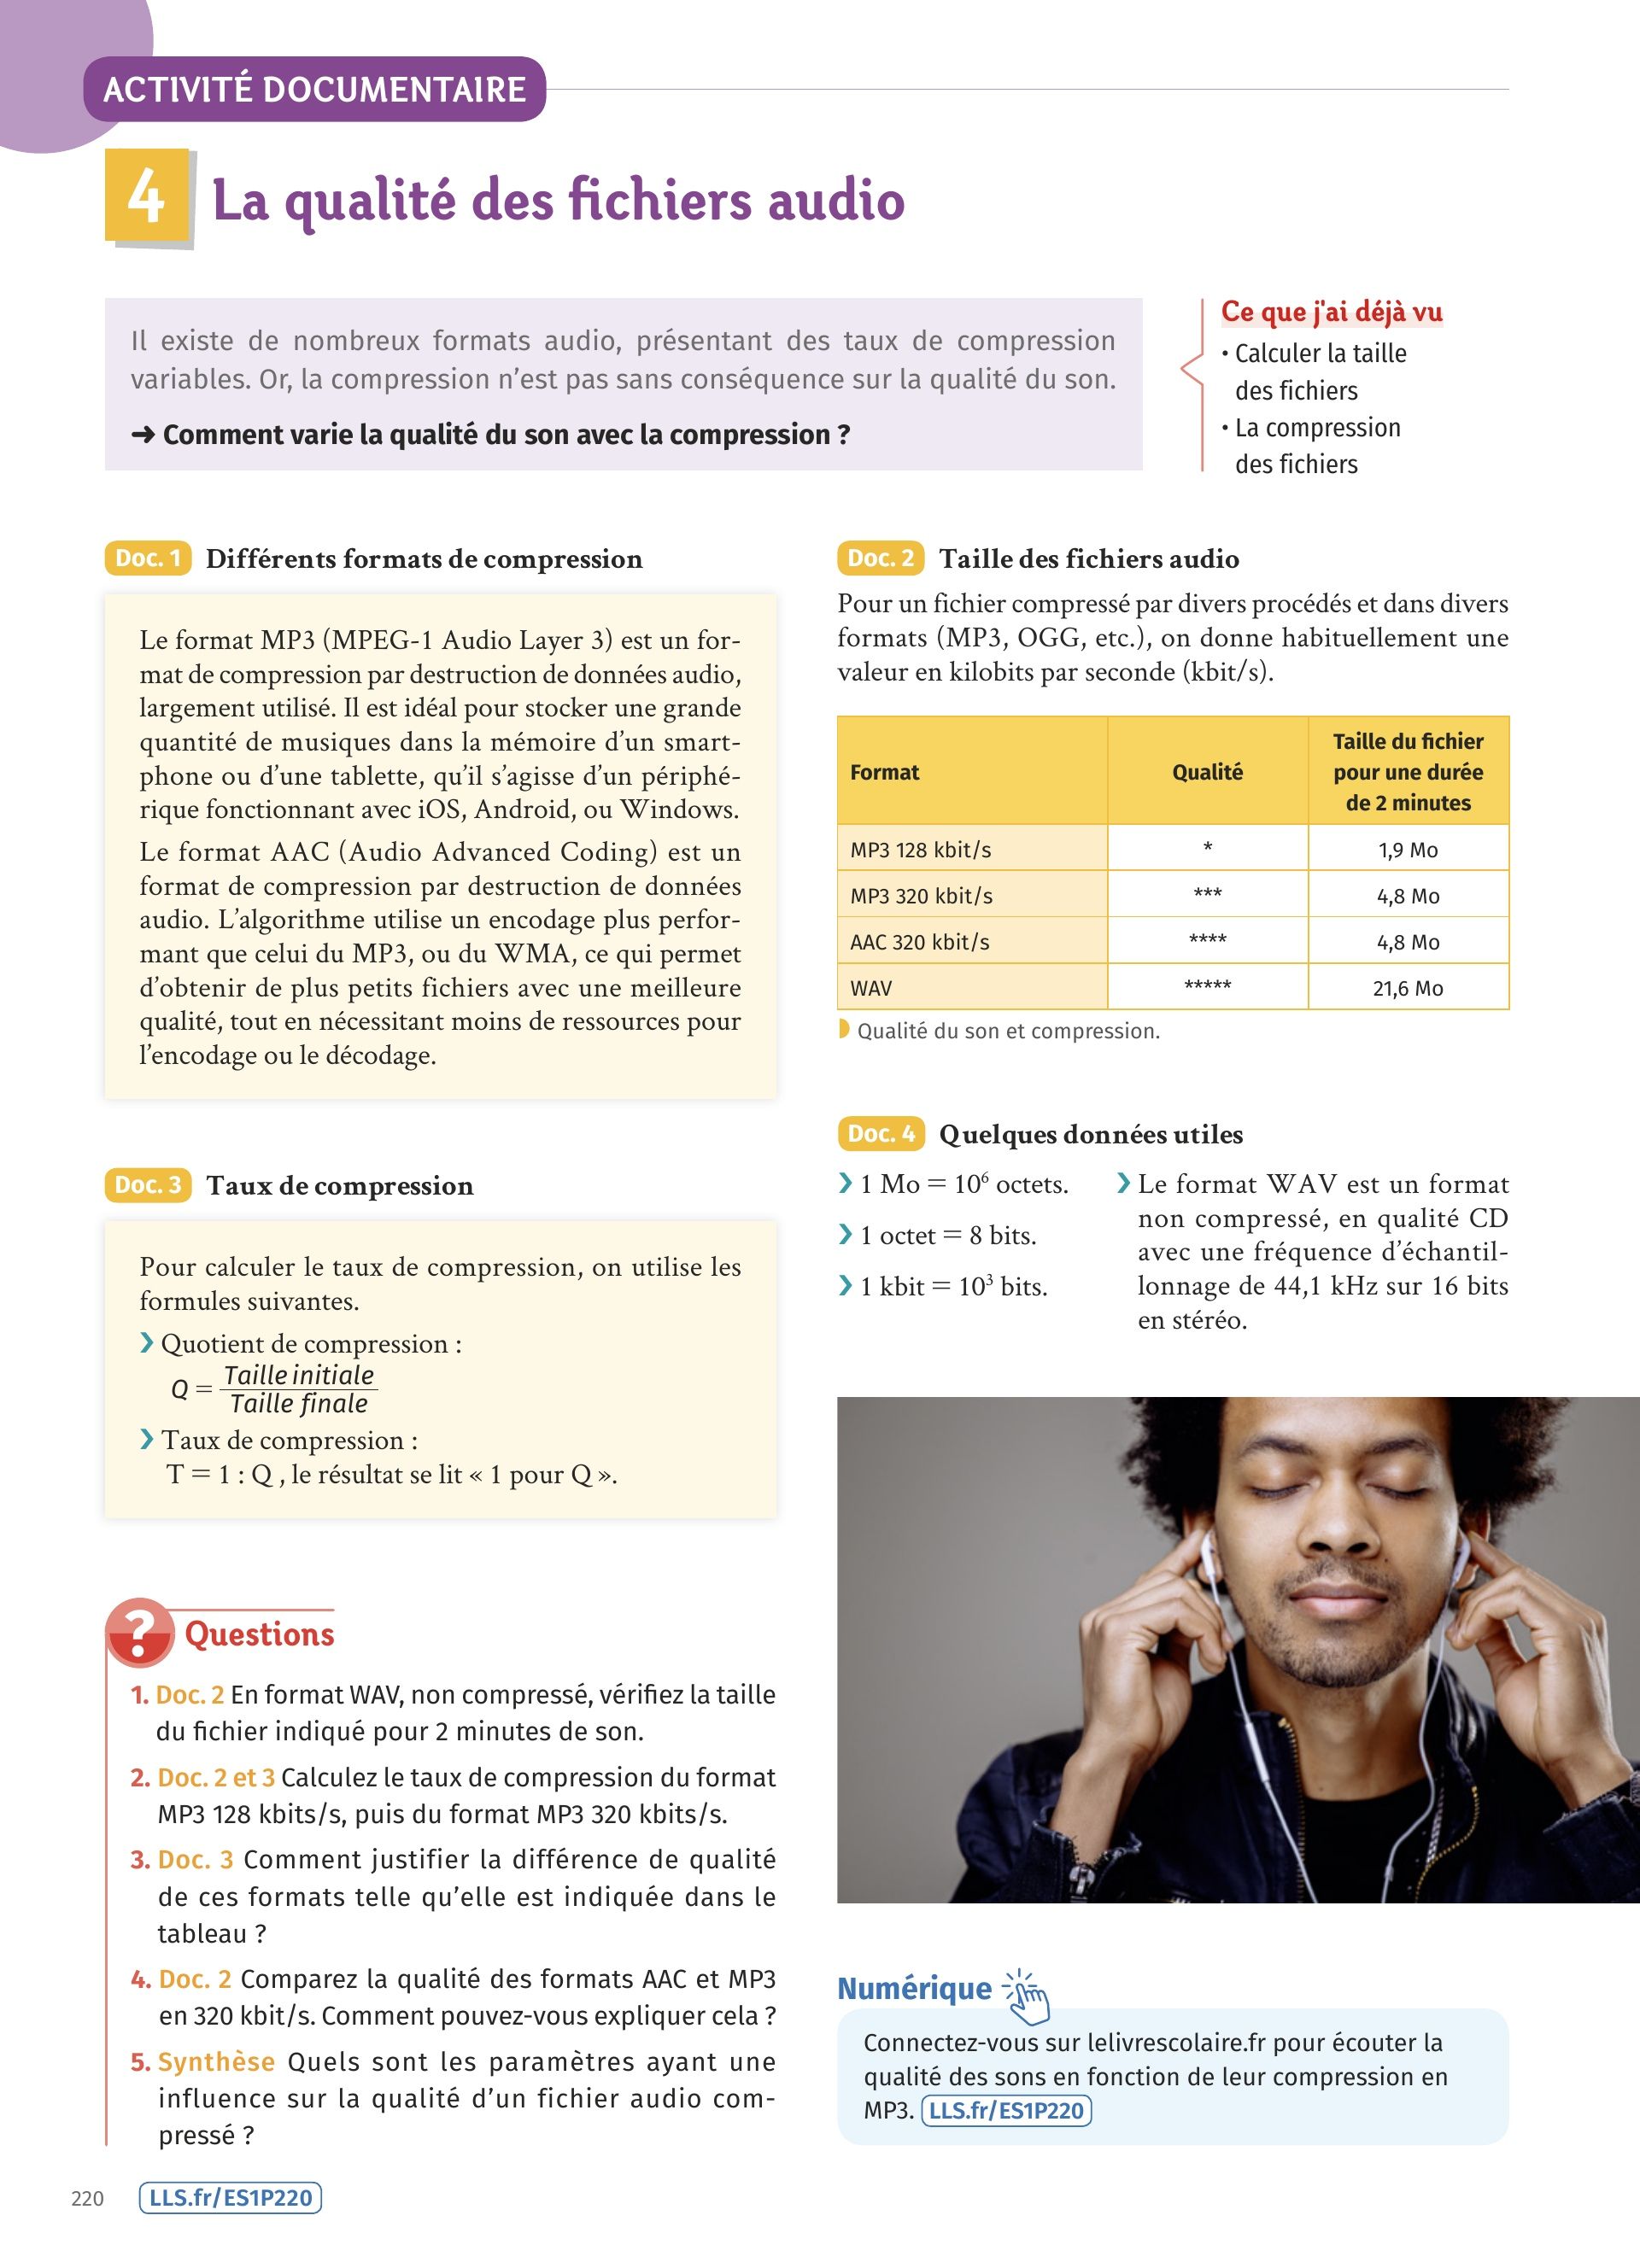 ACTIVITÉ DOCUMENTAIRE
4 La qualité des fichiers audio
Il existe de nombreux formats audio, présentant des taux de compression
variables. Or, la compression n'est pas sans conséquence sur la qualité du son.
➜ Comment varie la qualité du son avec la compression ?
Ce que j'ai déjà vu
• Calculer la taille
des fichiers
• La compression
des fichiers
Doc. 1 Différents formats de compression
Le format MP3 (MPEG-1 Audio Layer 3) est un for-
mat de compression par destruction de données audio,
largement utilisé. Il est idéal pour stocker une grande
quantité de musiques dans la mémoire d'un smart-
phone ou d'une tablette, qu'il s'agisse d'un périphé-
rique fonctionnant avec iOS, Android, ou Windows.
Le format AAC (Audio Advanced Coding) est un
format de compression par destruction de données
audio. L'algorithme utilise un encodage plus perfor-
mant que celui du MP3, ou du WMA, ce qui permet
d'obtenir de plus petits fichiers avec une meilleure
qualité, tout en nécessitant moins de ressources pour
l'encodage ou le décodage.
Doc. 2 Taille des fichiers audio
Pour un fichier compressé par divers procédés et dans divers
formats (MP3, OGG, etc.), on donne habituellement une
valeur en kilobits par seconde (kbit/s).
Format Qualité Taille du fichier
pour une durée
de 2 minutes
MP3 128 kbit/s * 1,9 Mo
MP3 320 kbit/s *** 4,8 Mo
AAC 320 kbit/s **** 4,8 Mo
WAV ***** 21,6 Mo
Qualité du son et compression.
Doc. 3 Taux de compression
Pour calculer le taux de compression, on utilise les
formules suivantes.
❯ Quotient de compression :
Q = Taille initiale
Taille finale
❯ Taux de compression :
T = 1 : Q , le résultat se lit « 1 pour Q ».
Doc. 4 Quelques données utiles
❯ 1 Mo = 10⁶ octets.
❯ 1 octet = 8 bits.
❯ 1 kbit = 10³ bits.
❯ Le format WAV est un format
non compressé, en qualité CD
avec une fréquence d'échantil-
lonnage de 44,1 kHz sur 16 bits
en stéréo.
? Questions
1. Doc. 2 En format WAV, non compressé, vérifiez la taille
du fichier indiqué pour 2 minutes de son.
2. Doc. 2 et 3 Calculez le taux de compression du format
MP3 128 kbits/s, puis du format MP3 320 kbits/s.
3. Doc. 3 Comment justifier la différence de qualité
de ces formats telle qu'elle est indiquée dans le
tableau ?
4. Doc. 2 Comparez la qualité des formats AAC et MP3
en 320 kbit/s. Comment pouvez-vous expliquer cela ?
5. Synthèse Quels sont les paramètres ayant une
influence sur la qualité d'un fichier audio com-
pressé ?
Numérique
Connectez-vous sur lelivrescolaire.fr pour écouter la
qualité des sons en fonction de leur compression en
MP3. LLS.fr/ES1P220
220 LLS.fr/ES1P220